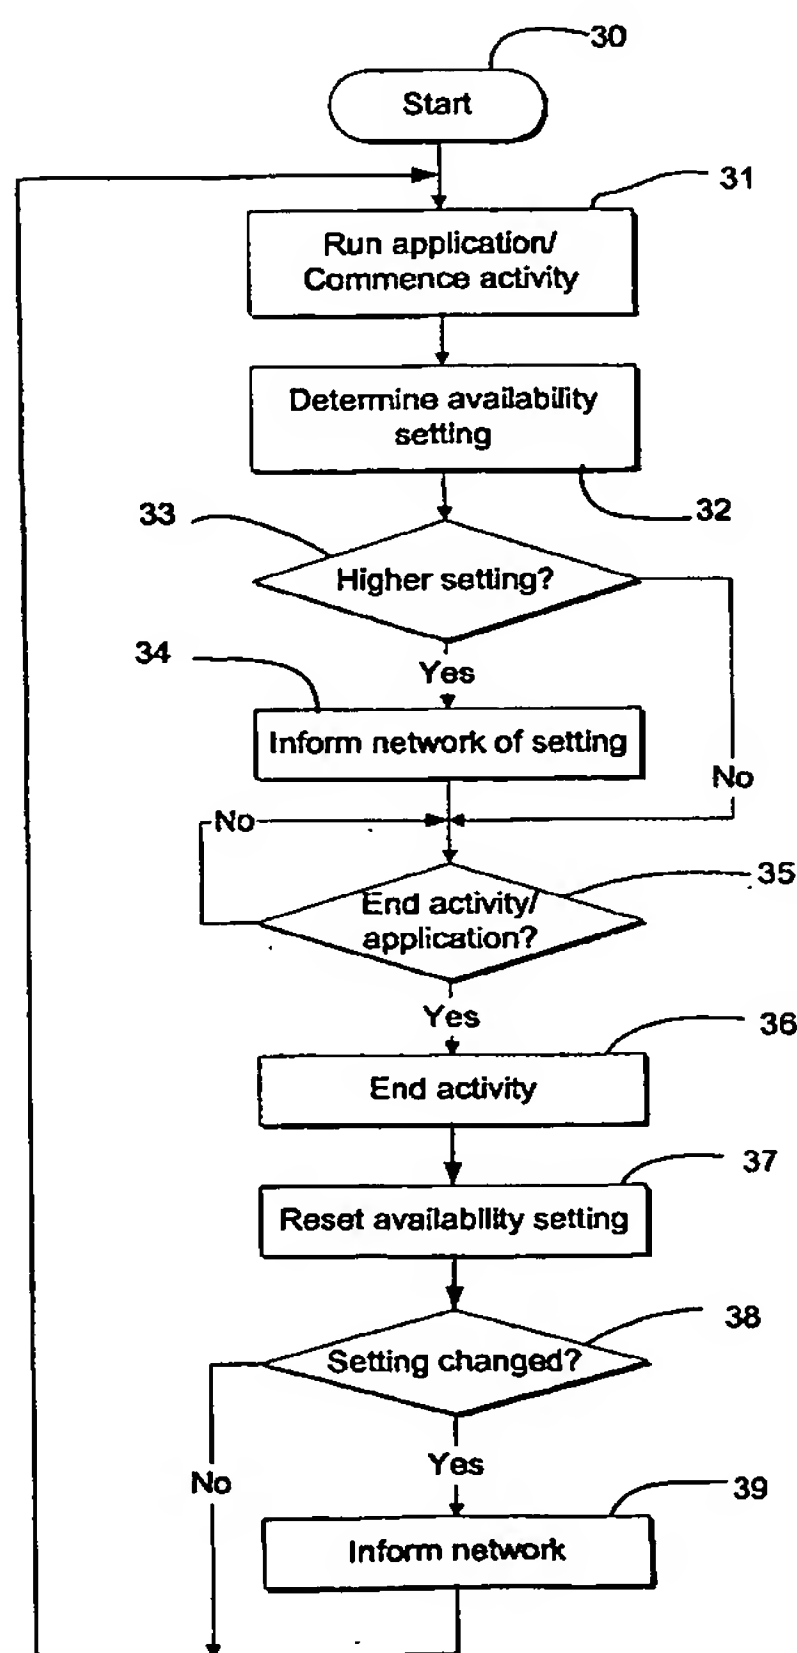 30
Start
31
Run application/
Commence activity
Determine availability
setting
32
33
Higher setting?
34
Yes
Inform network of setting
No
No
35
End activity/
application?
Yes
36
End activity
37
Reset availability setting
38
Setting changed?
Yes
No
39
Inform network